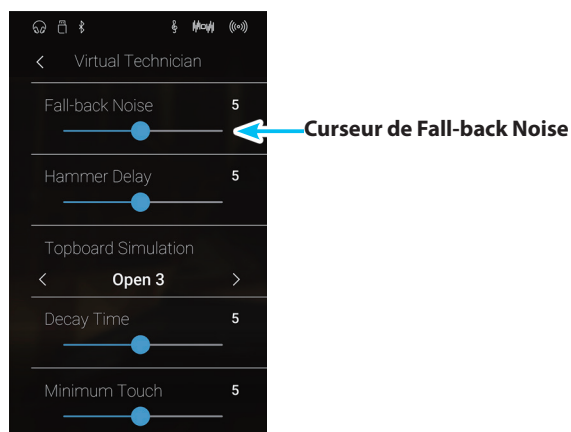 Virtual Technician
Fall-back Noise 5
Curseur de Fall-back Noise
Hammer Delay 5
Topboard Simulation
< Open 3 >
Decay Time 5
Minimum Touch 5